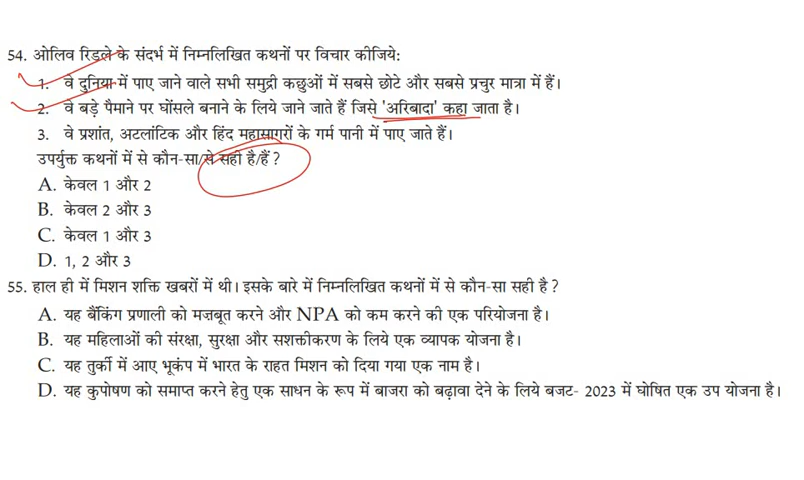 54. ओलिव रिडले के संदर्भ में निम्नलिखित कथनों पर विचार कीजिये:
1. वे दुनिया में पाए जाने वाले सभी समुद्री कछुओं में सबसे छोटे और सबसे प्रचुर मात्रा में हैं।
2. वे बड़े पैमाने पर घोंसले बनाने के लिये जाने जाते हैं जिसे 'अरिबादा' कहा जाता है।
3. वे प्रशांत, अटलांटिक और हिंद महासागरों के गर्म पानी में पाए जाते हैं।
उपर्युक्त कथनों में से कौन-सा/से सही है/हैं?
A. केवल 1 और 2
B. केवल 2 और 3
C. केवल 1 और 3
D. 1, 2 और 3
55. हाल ही में मिशन शक्ति खबरों में थी। इसके बारे में निम्नलिखित कथनों में से कौन-सा सही है?
A. यह बैंकिंग प्रणाली को मजबूत करने और NPA को कम करने की एक परियोजना है।
B. यह महिलाओं की संरक्षा, सुरक्षा और सशक्तीकरण के लिये एक व्यापक योजना है।
C. यह तुर्की में आए भूकंप में भारत के राहत मिशन को दिया गया एक नाम है।
D. यह कुपोषण को समाप्त करने हेतु एक साधन के रूप में बाजरा को बढ़ावा देने के लिये बजट- 2023 में घोषित एक उप योजना है।